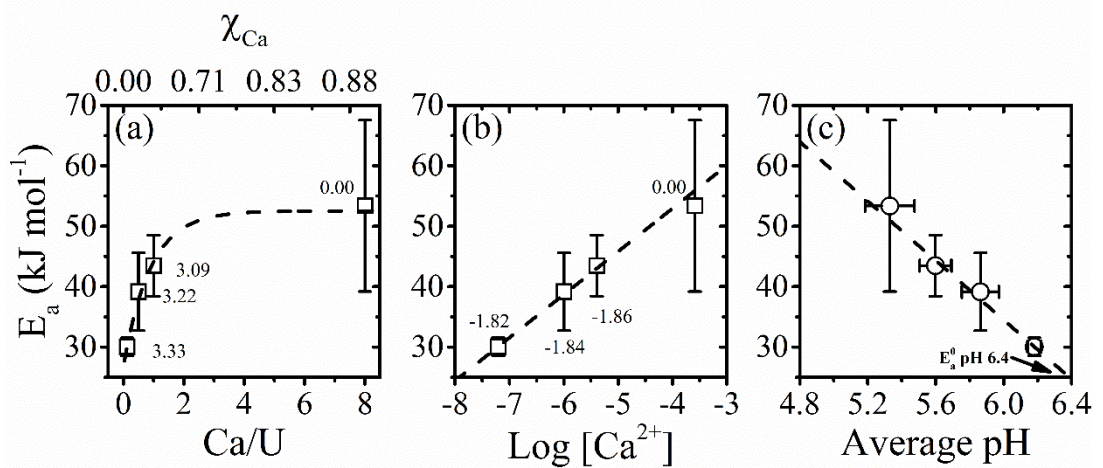 χCa
0.00 0.71 0.83 0.88
Ea (kJ mol-1)
70
60
50
40
30
(a)
0.00
3.09
3.22
3.33
0 2 4 6 8
Ca/U
70
60
50
40
30
(b)
0.00
-1.82
-1.86
-1.84
-8 -7 -6 -5 -4 -3
Log [Ca2+]
70
60
50
40
30
(c)
E0a pH 6.4
4.8 5.2 5.6 6.0 6.4
Average pH